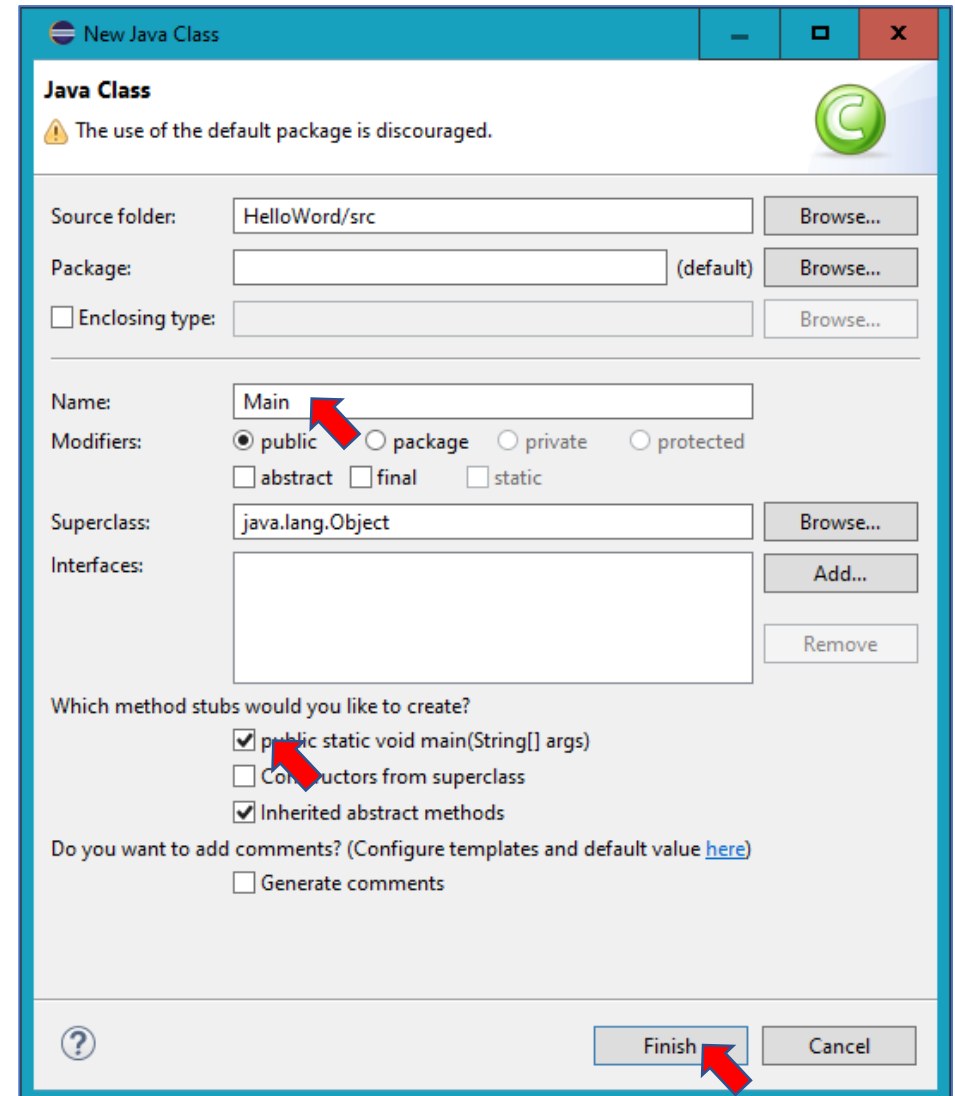 New Java Class
Java Class
The use of the default package is discouraged.
Source folder: HelloWord/src Browse...
Package: (default) Browse...
Enclosing type: Browse...
Name: Main
Modifiers: public package private protected
abstract final static
Superclass: java.lang.Object Browse...
Interfaces: Add...
Remove
Which method stubs would you like to create?
public static void main(String[] args)
Constructors from superclass
Inherited abstract methods
Do you want to add comments? (Configure templates and default value here)
Generate comments
? Finish Cancel